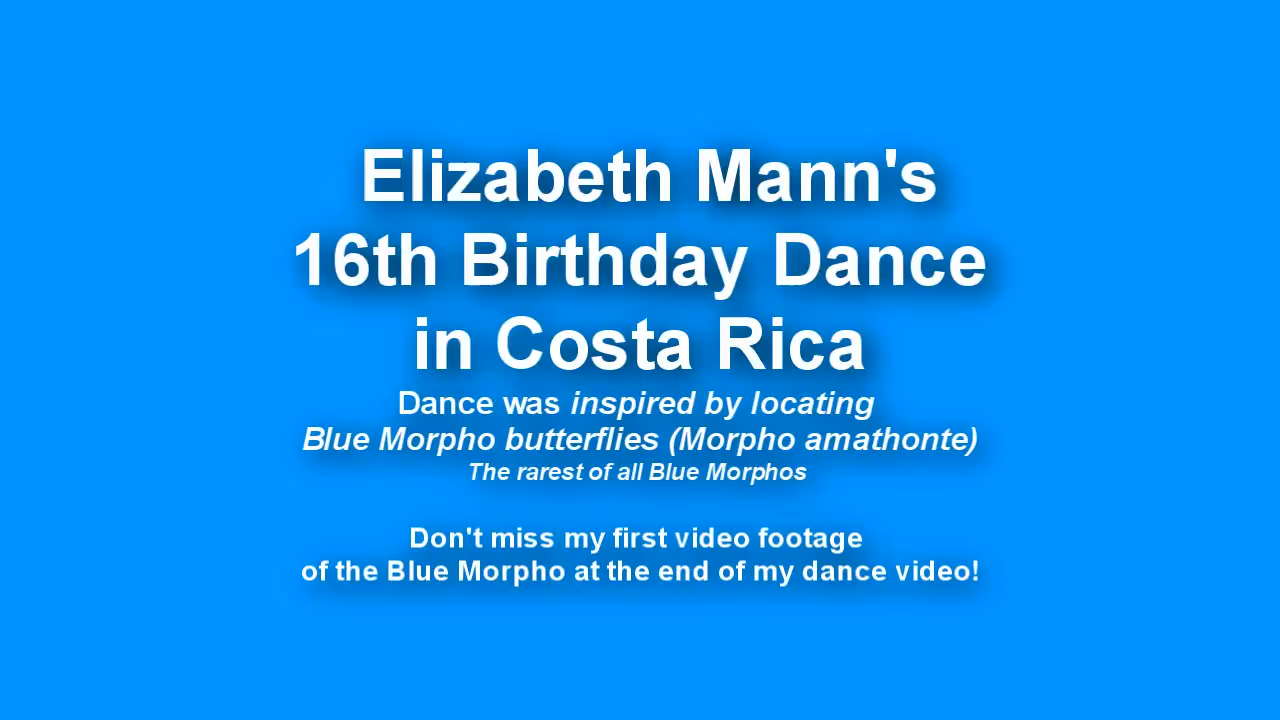 Elizabeth Mann's
16th Birthday Dance
in Costa Rica
Dance was inspired by locating
Blue Morpho butterflies (Morpho amathonte)
The rarest of all Blue Morphos
Don't miss my first video footage
of the Blue Morpho at the end of my dance video!